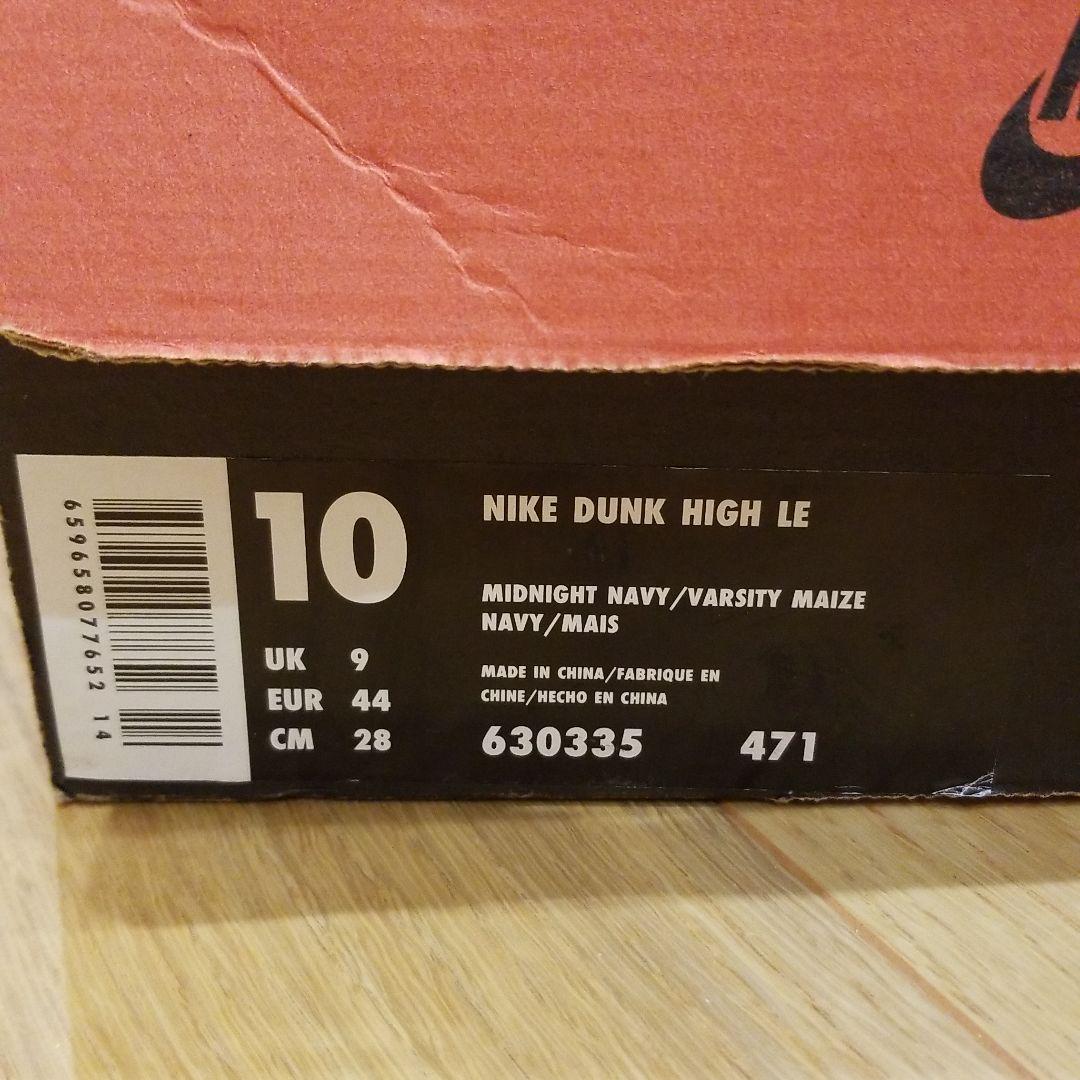 10
UK 9
EUR 44
CM 28
NIKE DUNK HIGH LE
MIDNIGHT NAVY/VARSITY MAIZE
NAVY/MAIS
MADE IN CHINA/FABRIQUE EN
CHINE/HECHO EN CHINA
630335 471
659658077652 14